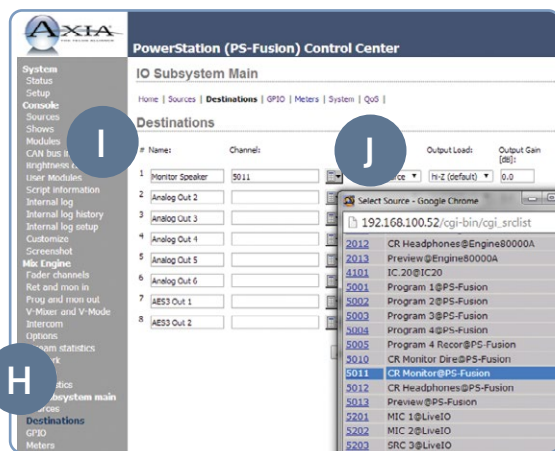 AXIA
PowerStation (PS-Fusion) Control Center
System
Status
Setup
Console
Sources
Shows
Modules
CAN bus
User Modules
Script information
Internal log
Internal log history
Internal log setup
Customize
Screenshot
Mix Engine
Fader channels
Ret and mon in
Prog and mon out
V-Mixer and V-Mode
Intercom
Options
statistics
subsystem main
Destinations
GPIO
Meters
IO Subsystem Main
Home | Sources | Destinations | GPIO | Meters | System | QoS |
Destinations
# Name: Channel: Output Load: Output Gain [dB]:
1 Monitor Speaker 5011 Hi-Z (default) 0.0
2 Analog Out 2
3 Analog Out 3
4 Analog Out 4
5 Analog Out 5
6 Analog Out 6
7 AES3 Out 1
8 AES3 Out 2
Select Source - Google Chrome
192.168.100.52/cgi-bin/cgi_srclist
2012 CR Headphones@Engine80000A
2013 Preview@Engine80000A
4101 IC.20@IC20
5001 Program 1@PS-Fusion
5002 Program 2@PS-Fusion
5003 Program 3@PS-Fusion
5004 Program 4@PS-Fusion
5005 Program 4 Recor@PS-Fusion
5010 CR Monitor Dire@PS-Fusion
5011 CR Monitor@PS-Fusion
5012 CR Headphones@PS-Fusion
5013 Preview@PS-Fusion
5201 MIC 1@LiveIO
5202 MIC 2@LiveIO
5203 SRC 3@LiveIO
H
I
J